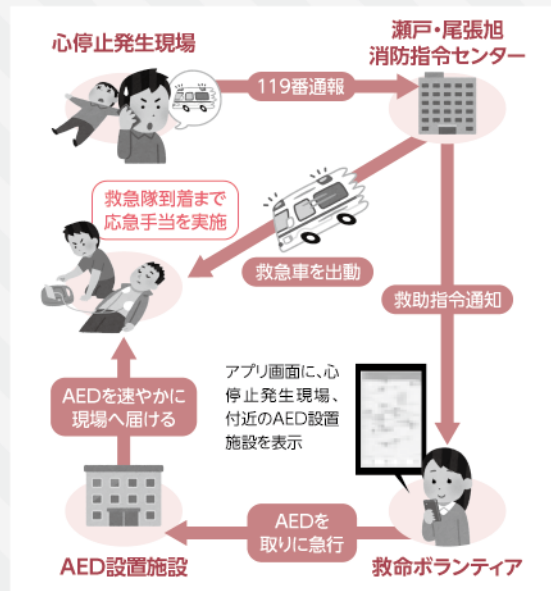 心停止発生現場
瀬戸・尾張旭
消防指令センター
119番通報
救急隊到着まで
応急手当を実施
救急車を出動
救助指令通知
アプリ画面に、心
停止発生現場、
付近のAED設置
施設を表示
AEDを速やかに
現場へ届ける
AEDを
取りに急行
AED設置施設
救命ボランティア